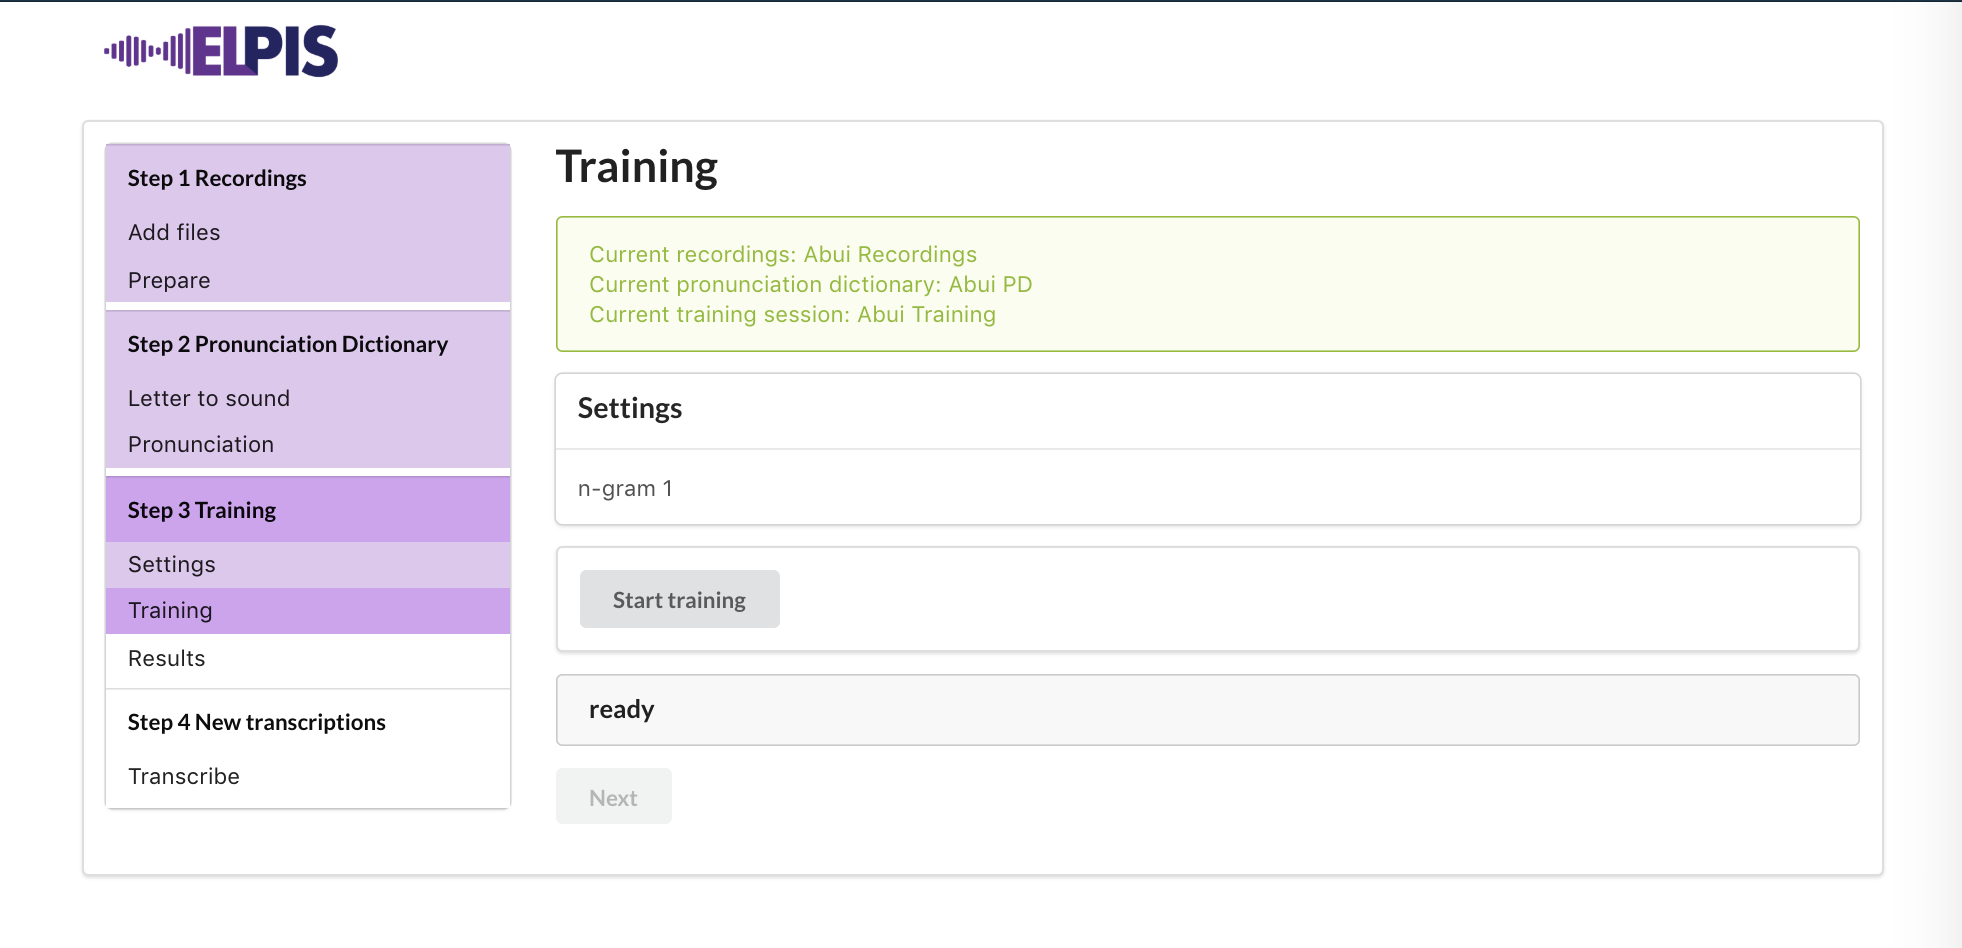 ELPIS
Step 1 Recordings
Add files
Prepare
Step 2 Pronunciation Dictionary
Letter to sound
Pronunciation
Step 3 Training
Settings
Training
Results
Step 4 New transcriptions
Transcribe
Training
Current recordings: Abui Recordings
Current pronunciation dictionary: Abui PD
Current training session: Abui Training
Settings
n-gram 1
Start training
ready
Next